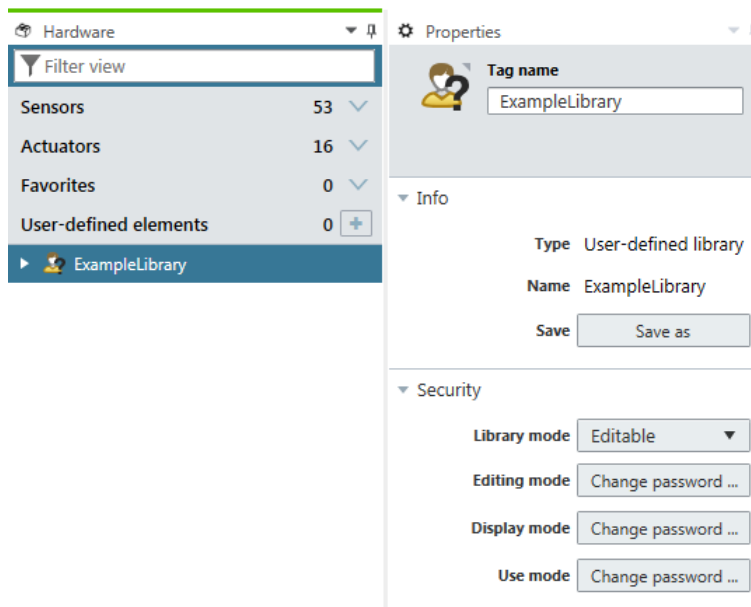 Hardware
Filter view
Sensors 53
Actuators 16
Favorites 0
User-defined elements 0 +
ExampleLibrary
Properties
Tag name
ExampleLibrary
Info
Type User-defined library
Name ExampleLibrary
Save Save as
Security
Library mode Editable
Editing mode Change password ...
Display mode Change password ...
Use mode Change password ...